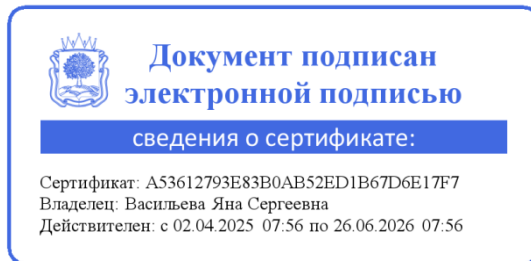 Документ подписан
электронной подписью
сведения о сертификате:
Сертификат: A53612793E83B0AB52ED1B67D6E17F7
Владелец: Васильева Яна Сергеевна
Действителен: с 02.04.2025 07:56 по 26.06.2026 07:56